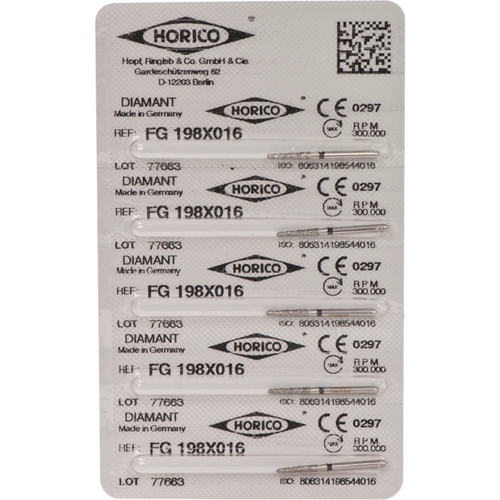 HORICO ®
Hopf, Ringleb & Co. GmbH & Cie.
Gardeschützenweg 82
D-12203 Berlin
DIAMANT
Made in Germany
HORICO ®
CE 0297
REF: FG 198X016
MAX RPM 300.000
LOT 77663
ISO: 806314198544016
DIAMANT
Made in Germany
HORICO ®
CE 0297
REF: FG 198X016
MAX RPM 300.000
LOT 77663
ISO: 806314198544016
DIAMANT
Made in Germany
HORICO ®
CE 0297
REF: FG 198X016
MAX RPM 300.000
LOT 77663
ISO: 806314198544016
DIAMANT
Made in Germany
HORICO ®
CE 0297
REF: FG 198X016
MAX RPM 300.000
LOT 77663
ISO: 806314198544016
DIAMANT
Made in Germany
HORICO ®
CE 0297
REF: FG 198X016
MAX RPM 300.000
LOT 77663
ISO: 806314198544016